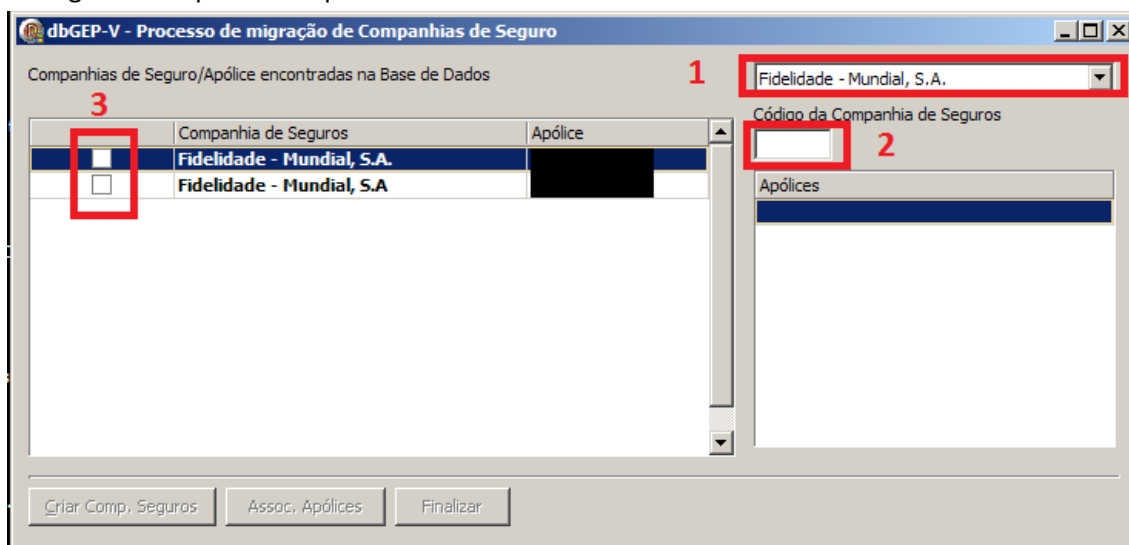 dbGEP-V - Processo de migração de Companhias de Seguro
Companhias de Seguro/Apólice encontradas na Base de Dados
1
Fidelidade - Mundial, S.A.
3
Código da Companhia de Seguros
2
Companhia de Seguros Apólice
Fidelidade - Mundial, S.A.
Fidelidade - Mundial, S.A
Apólices
Criar Comp. Seguros Assoc. Apólices Finalizar